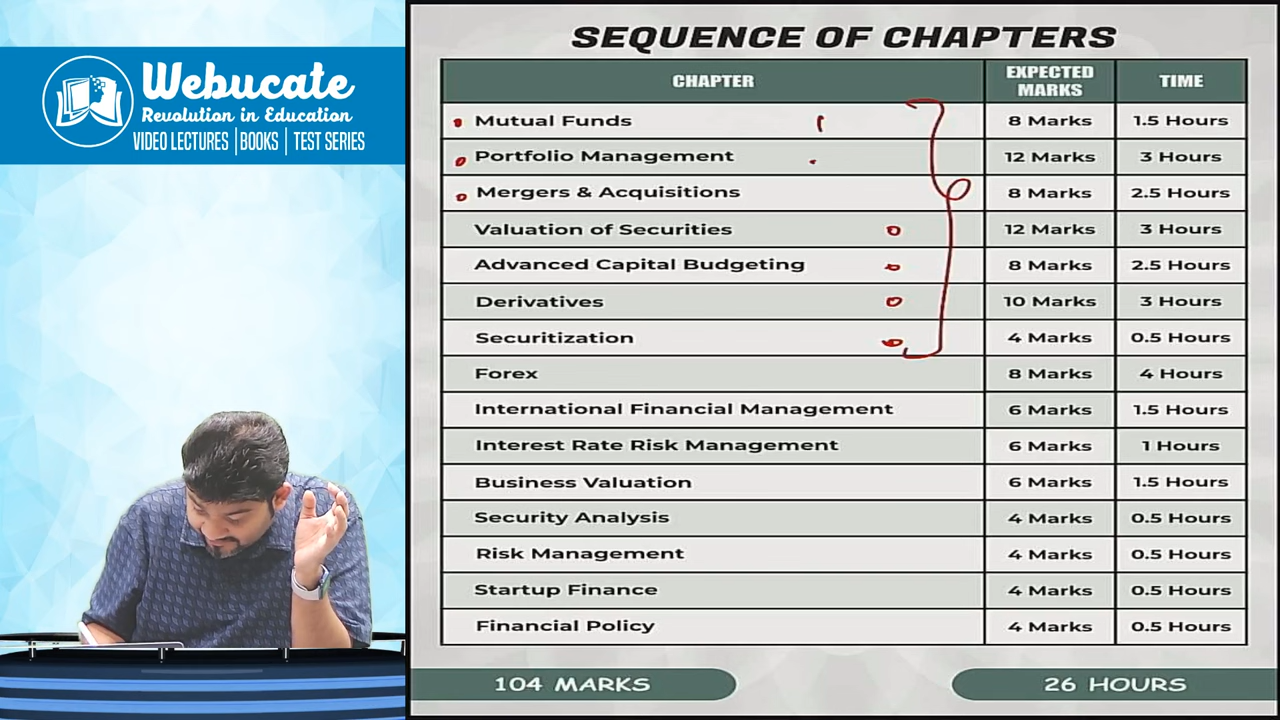 Webucate
Revolution in Education
VIDEO LECTURES | BOOKS | TEST SERIES
SEQUENCE OF CHAPTERS
CHAPTER EXPECTED MARKS TIME
Mutual Funds 8 Marks 1.5 Hours
Portfolio Management 12 Marks 3 Hours
Mergers & Acquisitions 8 Marks 2.5 Hours
Valuation of Securities 12 Marks 3 Hours
Advanced Capital Budgeting 8 Marks 2.5 Hours
Derivatives 10 Marks 3 Hours
Securitization 4 Marks 0.5 Hours
Forex 8 Marks 4 Hours
International Financial Management 6 Marks 1.5 Hours
Interest Rate Risk Management 6 Marks 1 Hours
Business Valuation 6 Marks 1.5 Hours
Security Analysis 4 Marks 0.5 Hours
Risk Management 4 Marks 0.5 Hours
Startup Finance 4 Marks 0.5 Hours
Financial Policy 4 Marks 0.5 Hours
104 MARKS 26 HOURS